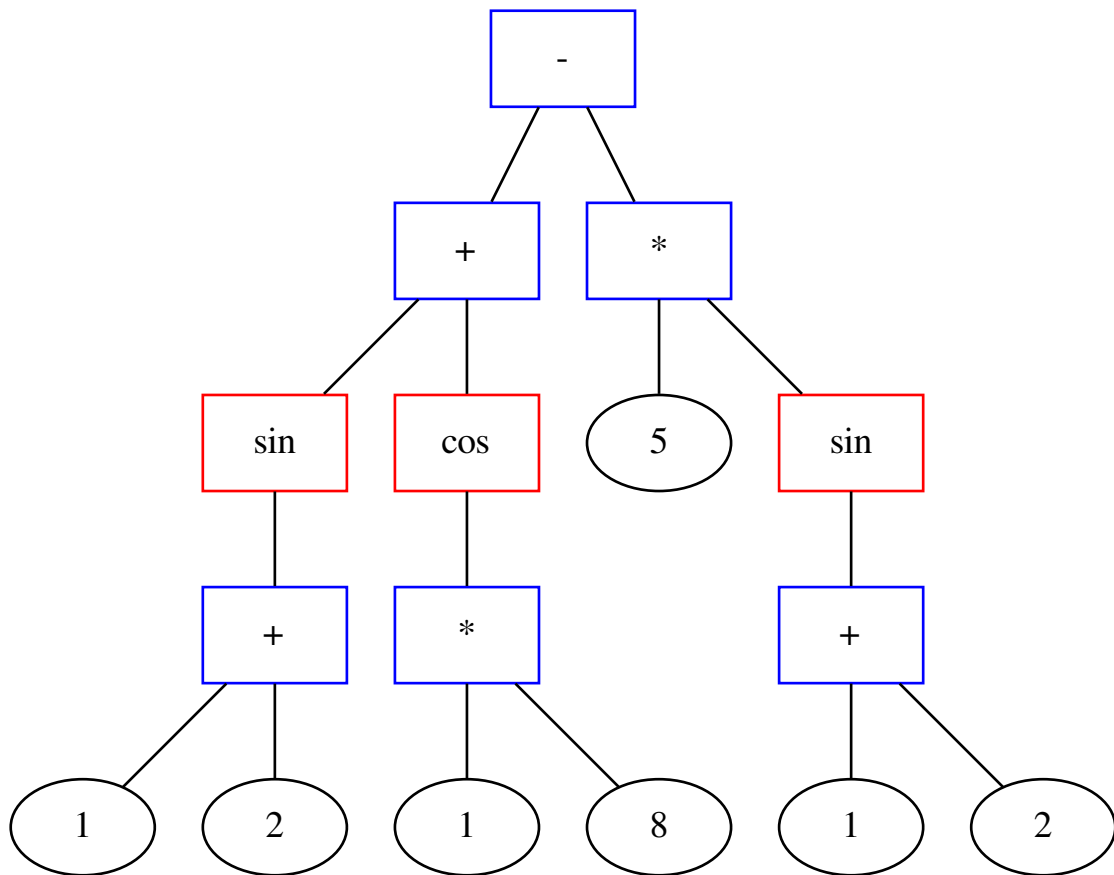 -
+ *
sin cos 5 sin
+ * +
1 2 1 8 1 2